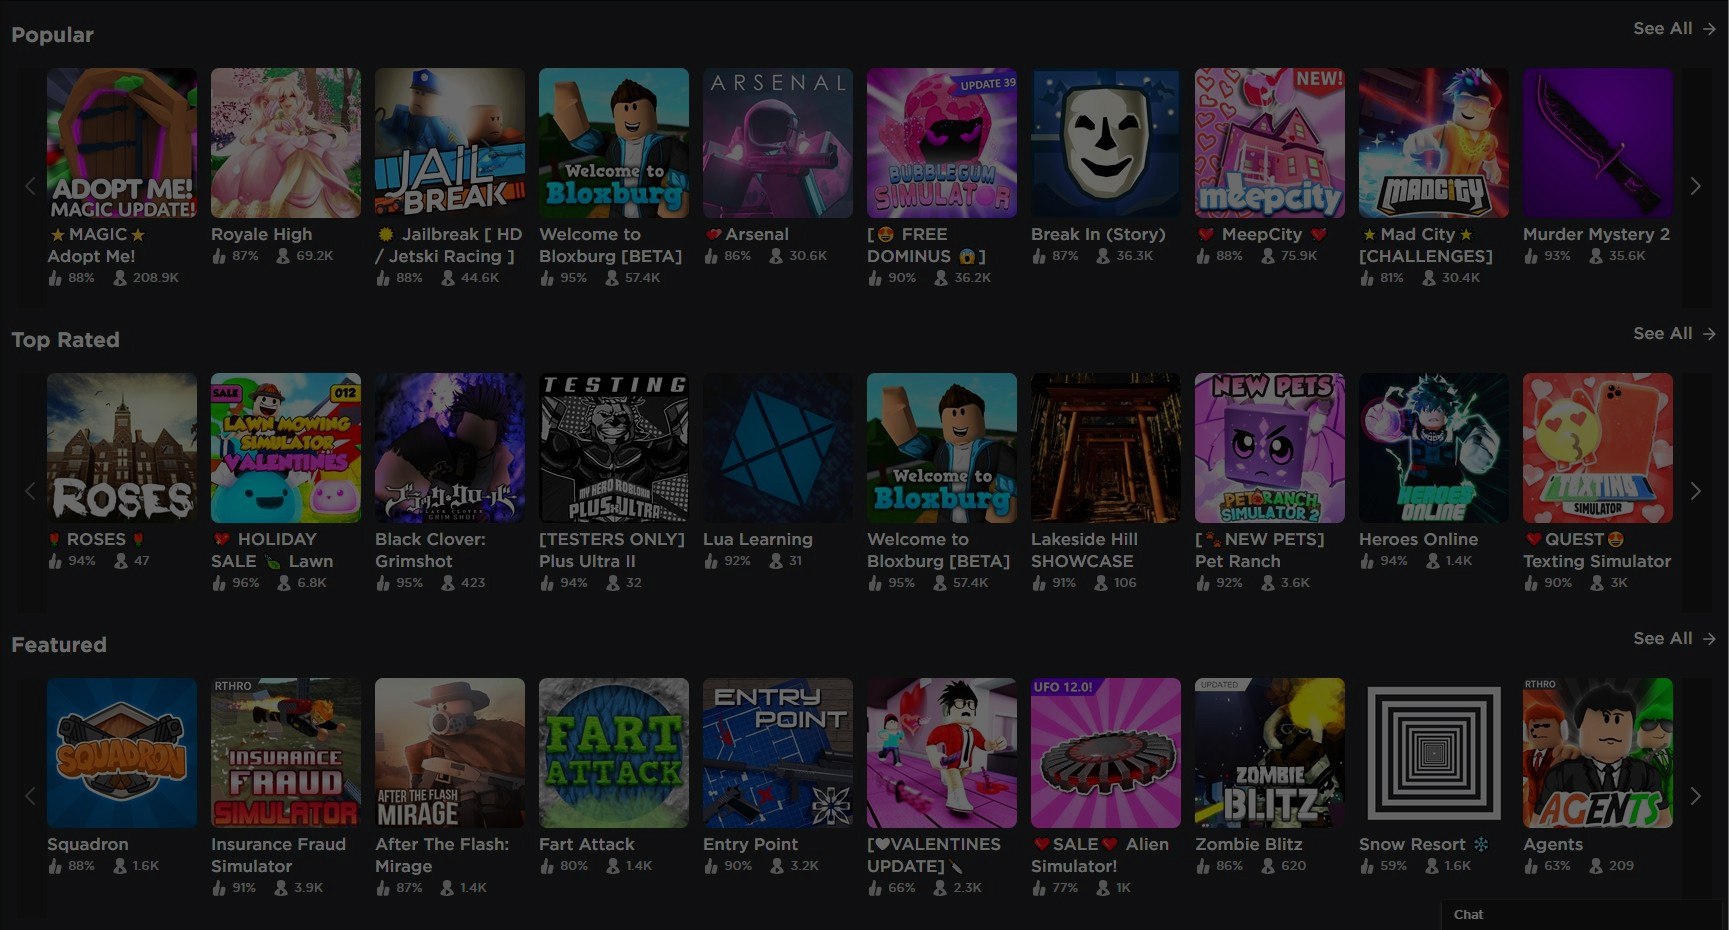 Popular
See All
ADOPT ME!
MAGIC UPDATE!
JAIL
BREAK
Welcome to
Bloxburg
ARSENAL
UPDATE 39
BUBBLEGUM
SIMULATOR
NEW!
meepcity
MADCITY
MAGIC
Adopt Me!
88% 208.9K
Royale High
87% 69.2K
Jailbreak [ HD
/ Jetski Racing ]
88% 44.6K
Welcome to
Bloxburg [BETA]
95% 57.4K
Arsenal
86% 30.6K
[ FREE
DOMINUS ]
90% 36.2K
Break In (Story)
87% 36.3K
MeepCity
88% 75.9K
Mad City
[CHALLENGES]
81% 30.4K
Murder Mystery 2
93% 35.6K
Top Rated
See All
ROSES
SALE
012
LAWN MOWING
SIMULATOR
VALENTINES
BLACK CLOVER
GRIMSHOT
TESTING
MY HERO ROBLOXIA
PLUS ULTRA
Welcome to
Bloxburg
NEW PETS
PET RANCH
SIMULATOR 2
HEROES
ONLINE
TEXTING
SIMULATOR
ROSES
94% 47
HOLIDAY
SALE Lawn
96% 6.8K
Black Clover:
Grimshot
95% 423
[TESTERS ONLY]
Plus Ultra II
94% 32
Lua Learning
92% 31
Welcome to
Bloxburg [BETA]
95% 57.4K
Lakeside Hill
SHOWCASE
91% 106
[ NEW PETS]
Pet Ranch
92% 3.6K
Heroes Online
94% 1.4K
QUEST
Texting Simulator
90% 3K
Featured
See All
SQUADRON
RTHRO
INSURANCE
FRAUD
SIMULATOR
AFTER THE FLASH
MIRAGE
FART
ATTACK
ENTRY
POINT
UFO 12.0!
UPDATED
ZOMBIE
BLITZ
RTHRO
AGENTS
Squadron
88% 1.6K
Insurance Fraud
Simulator
91% 3.9K
After The Flash:
Mirage
87% 1.4K
Fart Attack
80% 1.4K
Entry Point
90% 3.2K
[VALENTINES
UPDATE]
66% 2.3K
SALE Alien
Simulator!
77% 1K
Zombie Blitz
86% 620
Snow Resort
59% 1.6K
Agents
63% 209
Chat